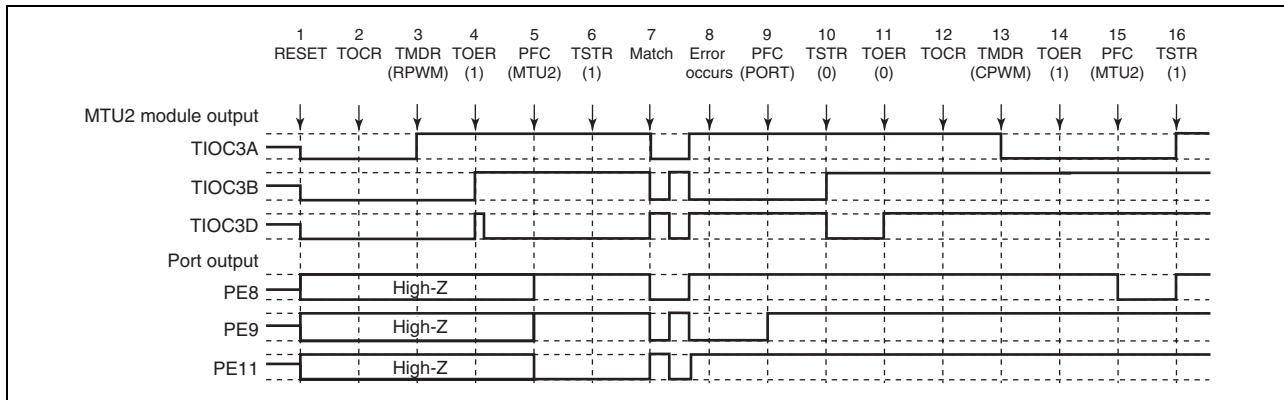 1 2 3 4 5 6 7 8 9 10 11 12 13 14 15 16
RESET TOCR TMDR TOER PFC TSTR Match Error PFC TSTR TOER TOCR TMDR TOER PFC TSTR
(RPWM) (1) (MTU2) (1) occurs (PORT) (0) (0) (CPWM) (1) (MTU2) (1)
MTU2 module output
TIOC3A
TIOC3B
TIOC3D
Port output
PE8 High-Z
PE9 High-Z
PE11 High-Z